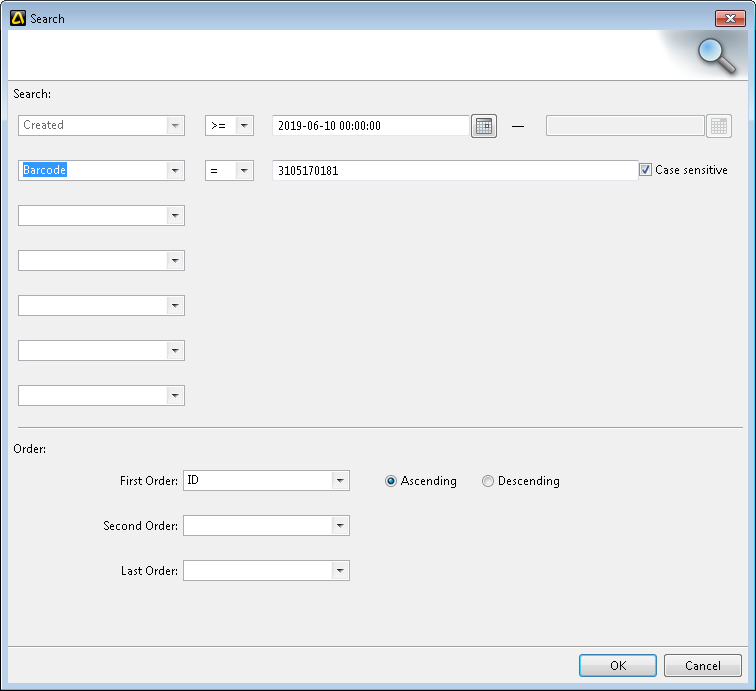 Search
Search:
Created >= 2019-06-10 00:00:00 —
Barcode = 3105170181 Case sensitive
Order:
First Order: ID Ascending Descending
Second Order:
Last Order:
OK Cancel